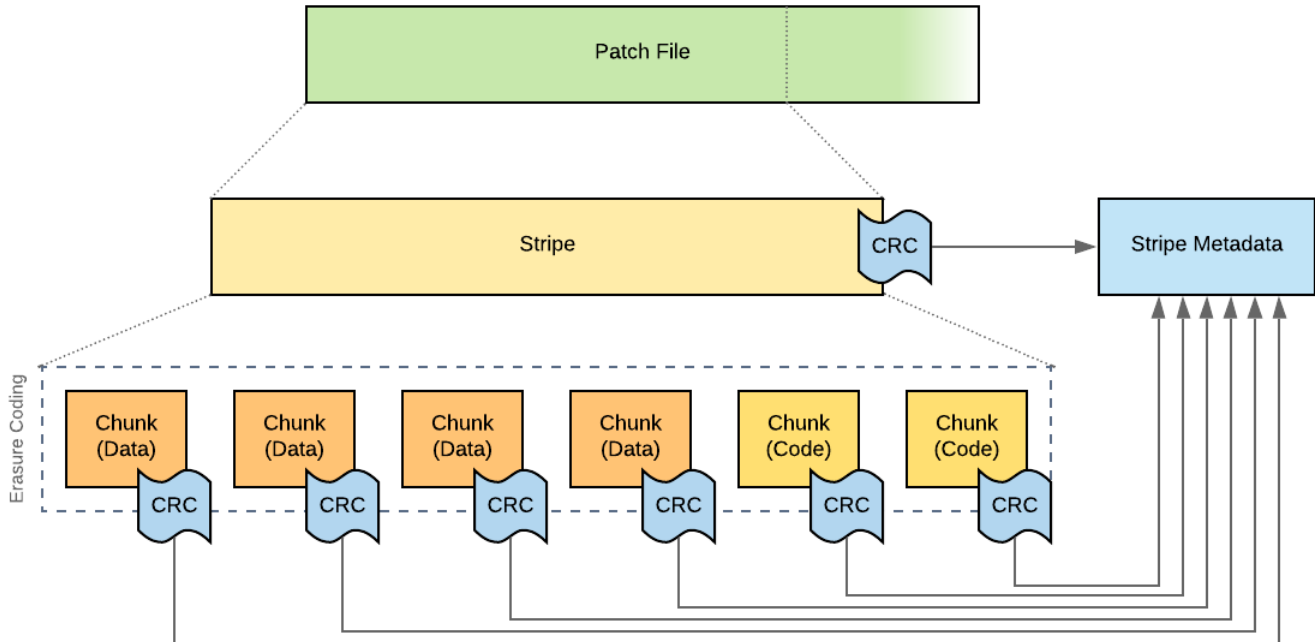 Patch File
Stripe
CRC
Stripe Metadata
Erasure Coding
Chunk
(Data)
Chunk
(Data)
Chunk
(Data)
Chunk
(Data)
Chunk
(Code)
Chunk
(Code)
CRC
CRC
CRC
CRC
CRC
CRC